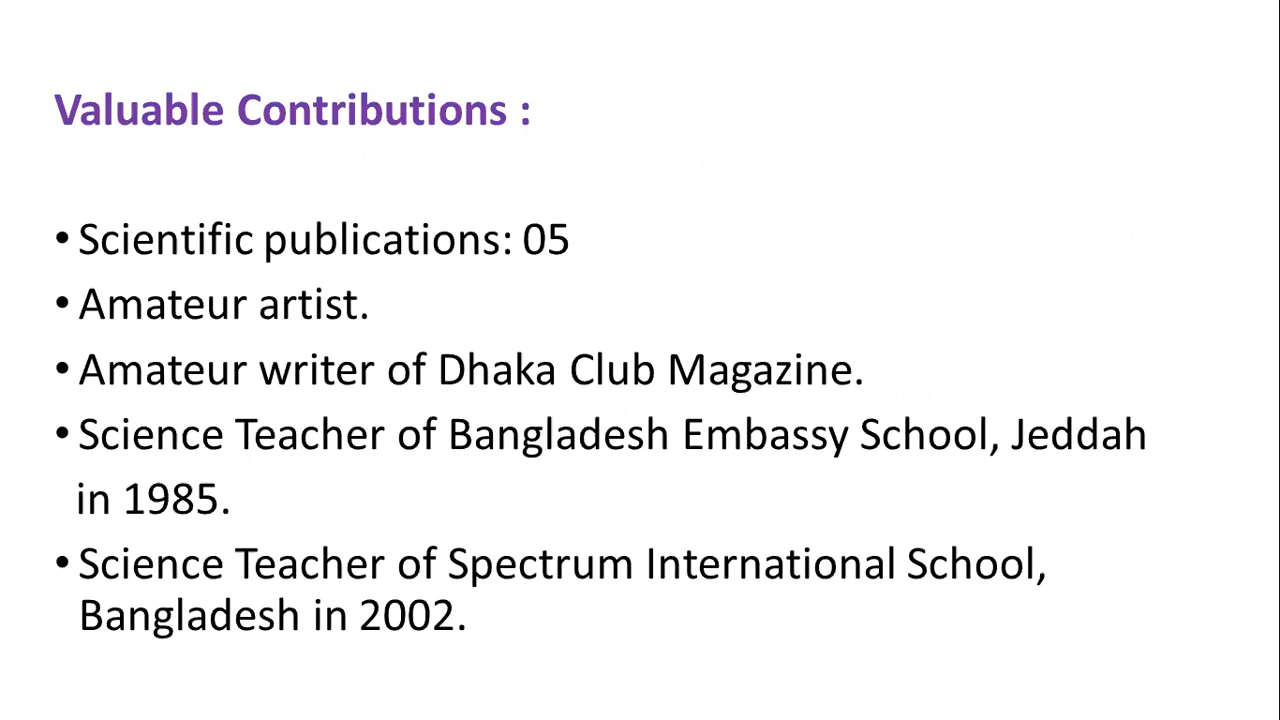 Valuable Contributions :
• Scientific publications: 05
• Amateur artist.
• Amateur writer of Dhaka Club Magazine.
• Science Teacher of Bangladesh Embassy School, Jeddah
in 1985.
• Science Teacher of Spectrum International School,
Bangladesh in 2002.